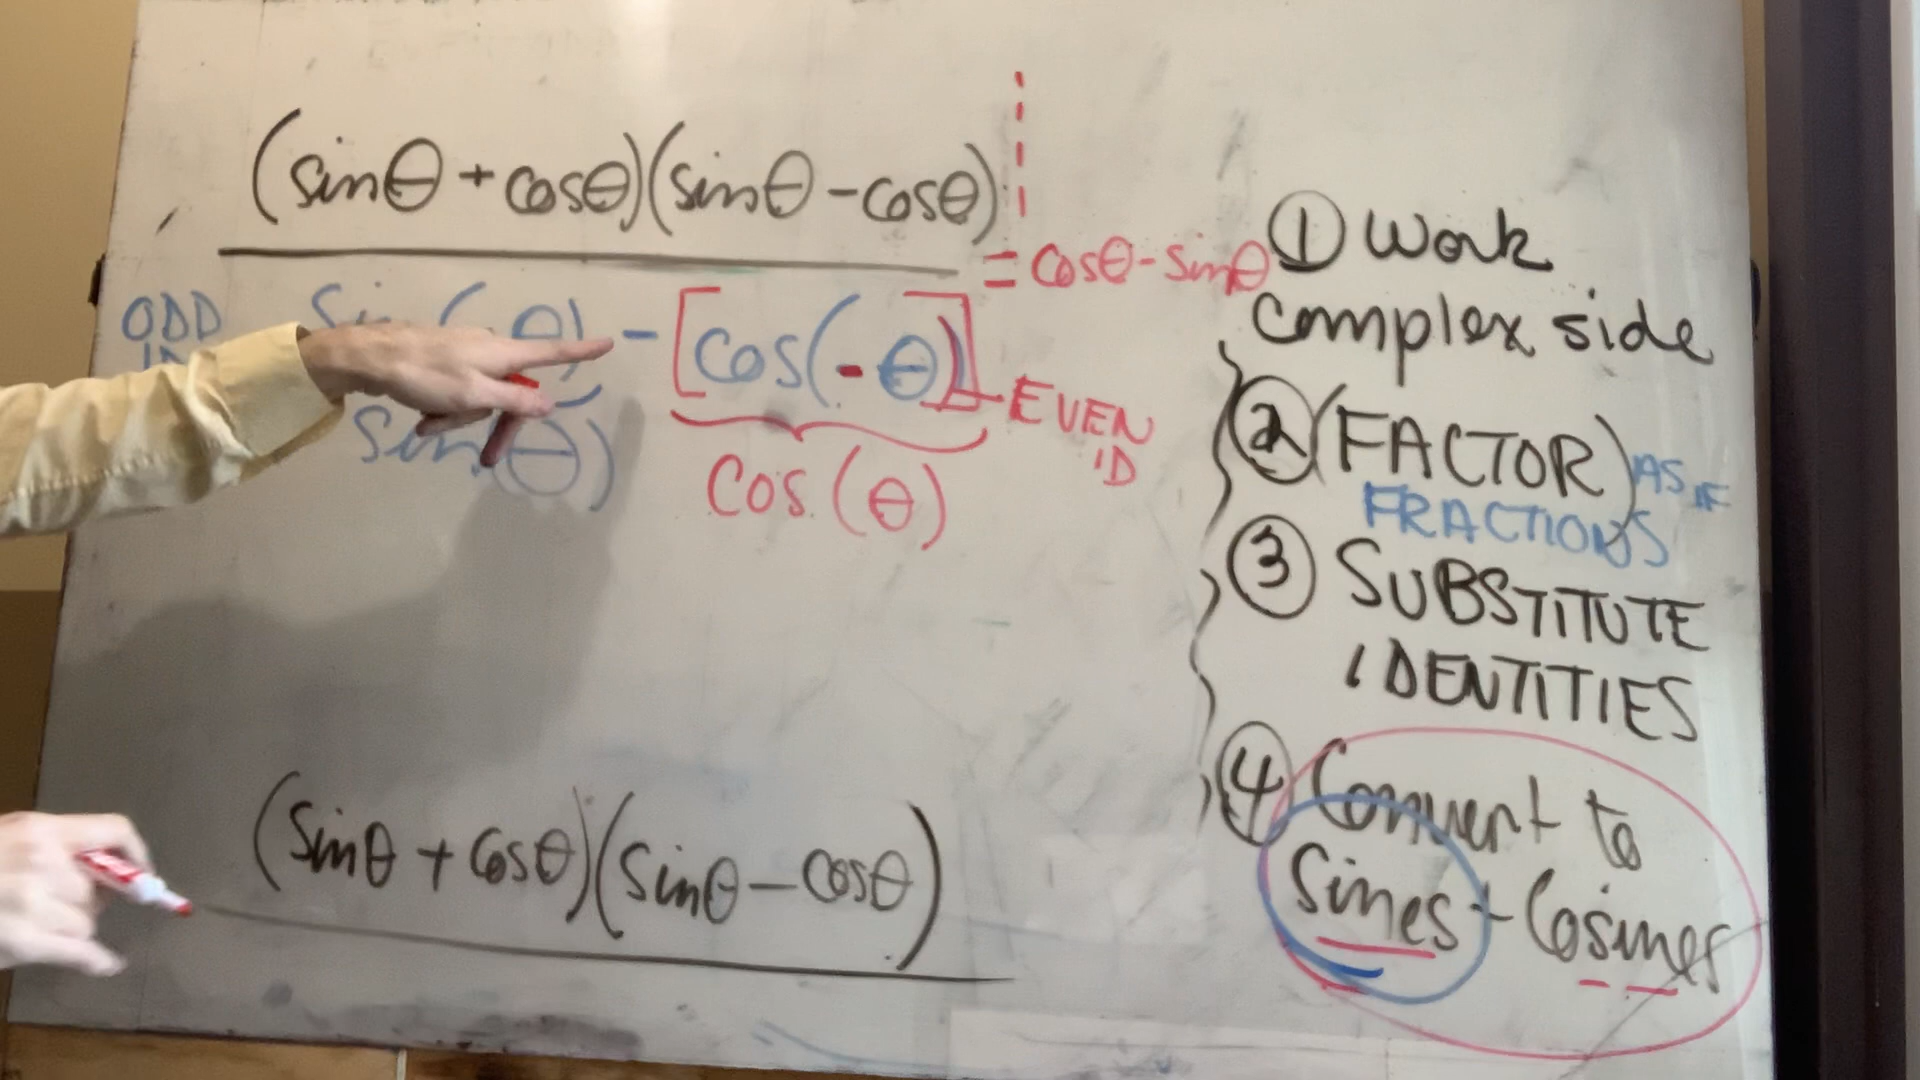 (sinθ + cosθ)(sinθ - cosθ)
= cosθ - sinθ
ODD
θ) - [cos(-θ)]
EVEN
ID
cos(θ)
(sinθ + cosθ)(sinθ - cosθ)
① Work
complex side
② (FACTOR) AS IF
FRACTIONS
③ SUBSTITUTE
IDENTITIES
④ Convert to
Sines + Cosines